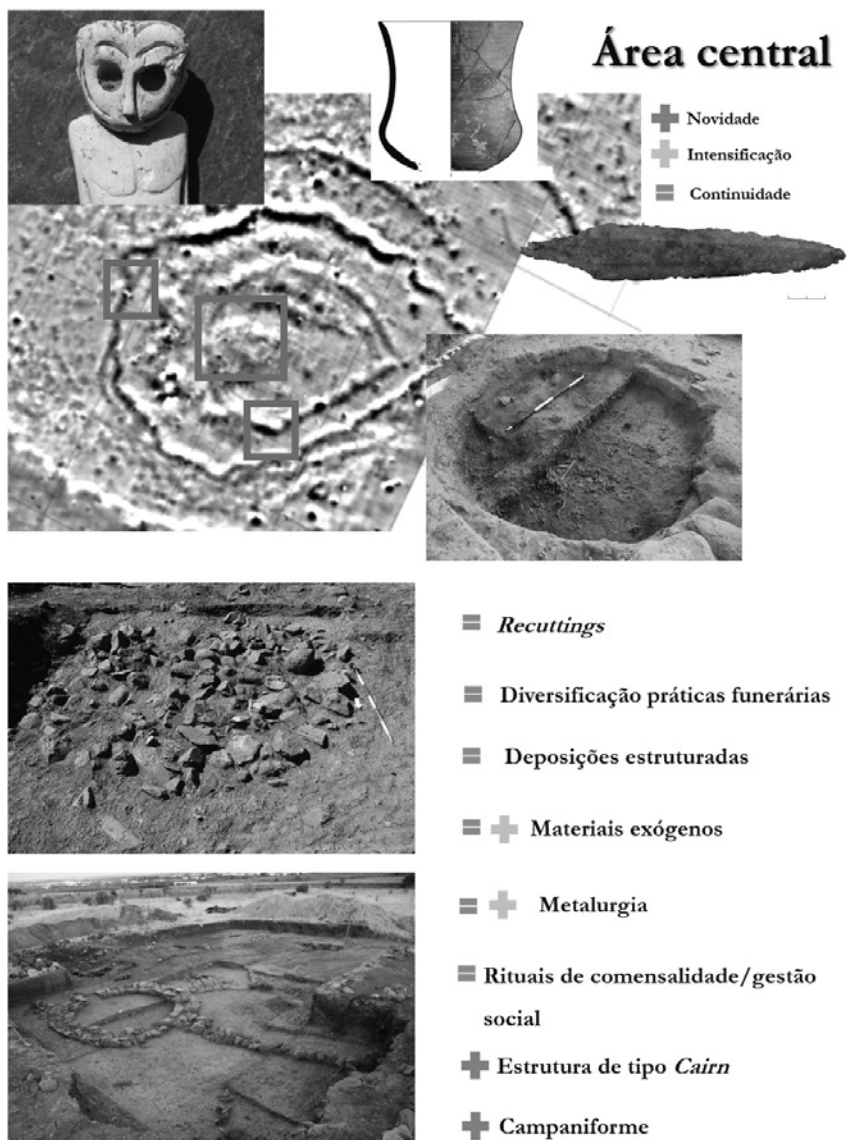 Área central
Novidade
Intensificação
Continuidade
Recuttings
Diversificação práticas funerárias
Deposições estruturadas
Materiais exógenos
Metalurgia
Rituais de comensalidade/gestão
social
Estrutura de tipo Cairn
Campaniforme